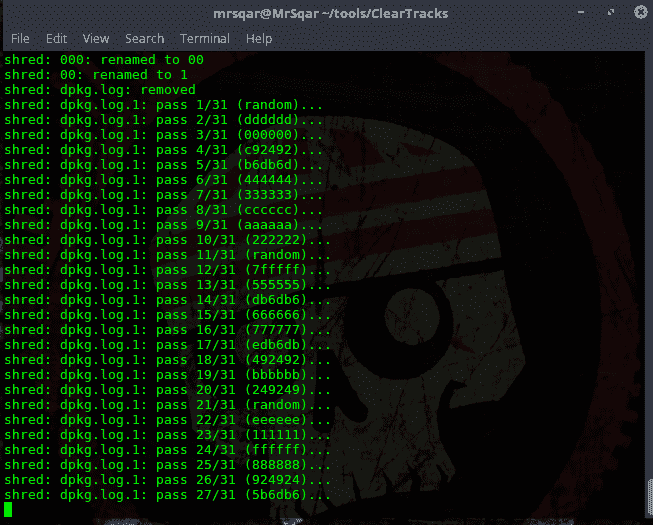 mrsqar@MrSqar ~/tools/ClearTracks
File Edit View Search Terminal Help
shred: 000: renamed to 00
shred: 00: renamed to 1
shred: dpkg.log: removed
shred: dpkg.log.1: pass 1/31 (random)...
shred: dpkg.log.1: pass 2/31 (dddddd)...
shred: dpkg.log.1: pass 3/31 (000000)...
shred: dpkg.log.1: pass 4/31 (c92492)...
shred: dpkg.log.1: pass 5/31 (b6db6d)...
shred: dpkg.log.1: pass 6/31 (444444)...
shred: dpkg.log.1: pass 7/31 (333333)...
shred: dpkg.log.1: pass 8/31 (cccccc)...
shred: dpkg.log.1: pass 9/31 (aaaaaa)...
shred: dpkg.log.1: pass 10/31 (222222)...
shred: dpkg.log.1: pass 11/31 (random)...
shred: dpkg.log.1: pass 12/31 (7fffff)...
shred: dpkg.log.1: pass 13/31 (555555)...
shred: dpkg.log.1: pass 14/31 (db6db6)...
shred: dpkg.log.1: pass 15/31 (666666)...
shred: dpkg.log.1: pass 16/31 (777777)...
shred: dpkg.log.1: pass 17/31 (edb6db)...
shred: dpkg.log.1: pass 18/31 (492492)...
shred: dpkg.log.1: pass 19/31 (bbbbbb)...
shred: dpkg.log.1: pass 20/31 (249249)...
shred: dpkg.log.1: pass 21/31 (random)...
shred: dpkg.log.1: pass 22/31 (eeeeee)...
shred: dpkg.log.1: pass 23/31 (111111)...
shred: dpkg.log.1: pass 24/31 (ffffff)...
shred: dpkg.log.1: pass 25/31 (888888)...
shred: dpkg.log.1: pass 26/31 (924924)...
shred: dpkg.log.1: pass 27/31 (5b6db6)...